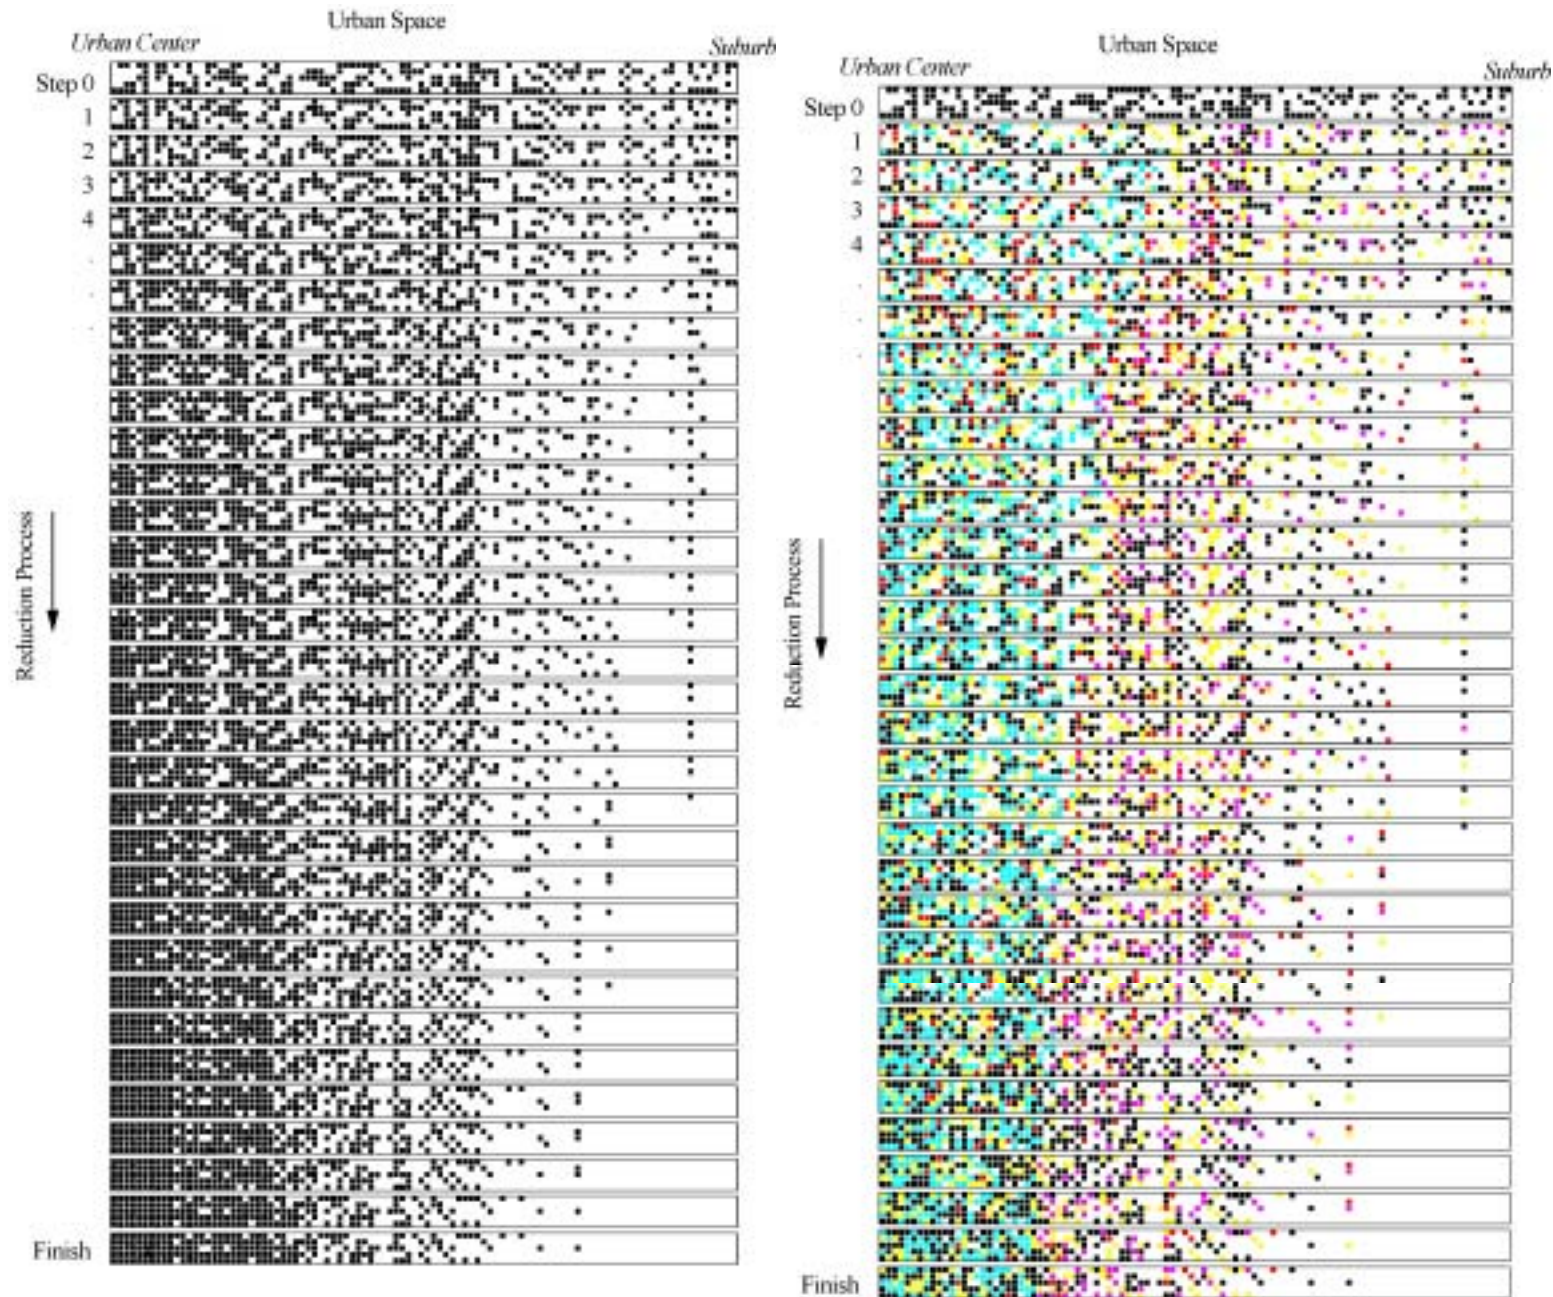 Urban Space
Urban Center
Suburb
Step 0
1
2
3
4
.
.
.
Reduction Process
Finish
Urban Space
Urban Center
Suburb
Step 0
1
2
3
4
.
.
.
Reduction Process
Finish